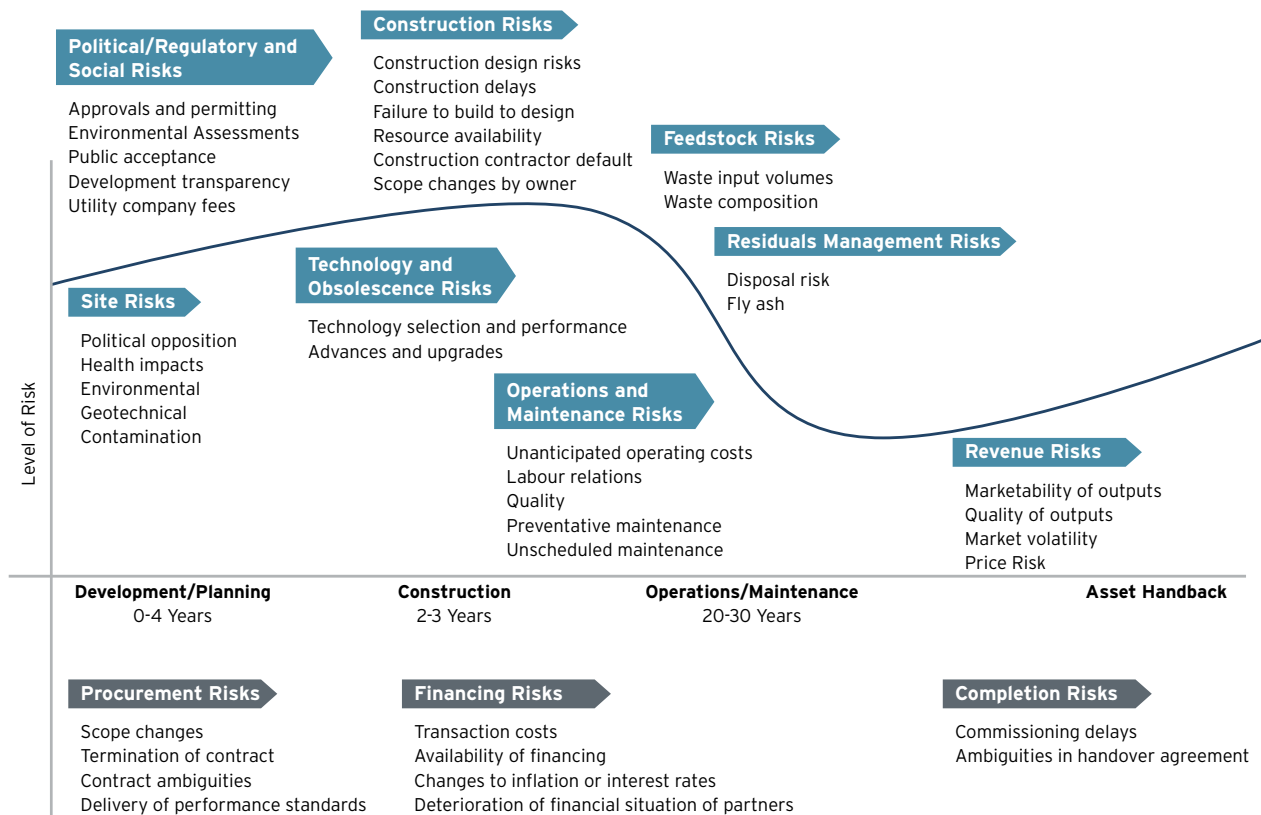 Political/Regulatory and
Social Risks
Approvals and permitting
Environmental Assessments
Public acceptance
Development transparency
Utility company fees
Construction Risks
Construction design risks
Construction delays
Failure to build to design
Resource availability
Construction contractor default
Scope changes by owner
Feedstock Risks
Waste input volumes
Waste composition
Residuals Management Risks
Disposal risk
Fly ash
Site Risks
Political opposition
Health impacts
Environmental
Geotechnical
Contamination
Technology and
Obsolescence Risks
Technology selection and performance
Advances and upgrades
Operations and
Maintenance Risks
Unanticipated operating costs
Labour relations
Quality
Preventative maintenance
Unscheduled maintenance
Revenue Risks
Marketability of outputs
Quality of outputs
Market volatility
Price Risk
Level of Risk
Development/Planning
0-4 Years
Construction
2-3 Years
Operations/Maintenance
20-30 Years
Asset Handback
Procurement Risks
Scope changes
Termination of contract
Contract ambiguities
Delivery of performance standards
Financing Risks
Transaction costs
Availability of financing
Changes to inflation or interest rates
Deterioration of financial situation of partners
Completion Risks
Commissioning delays
Ambiguities in handover agreement